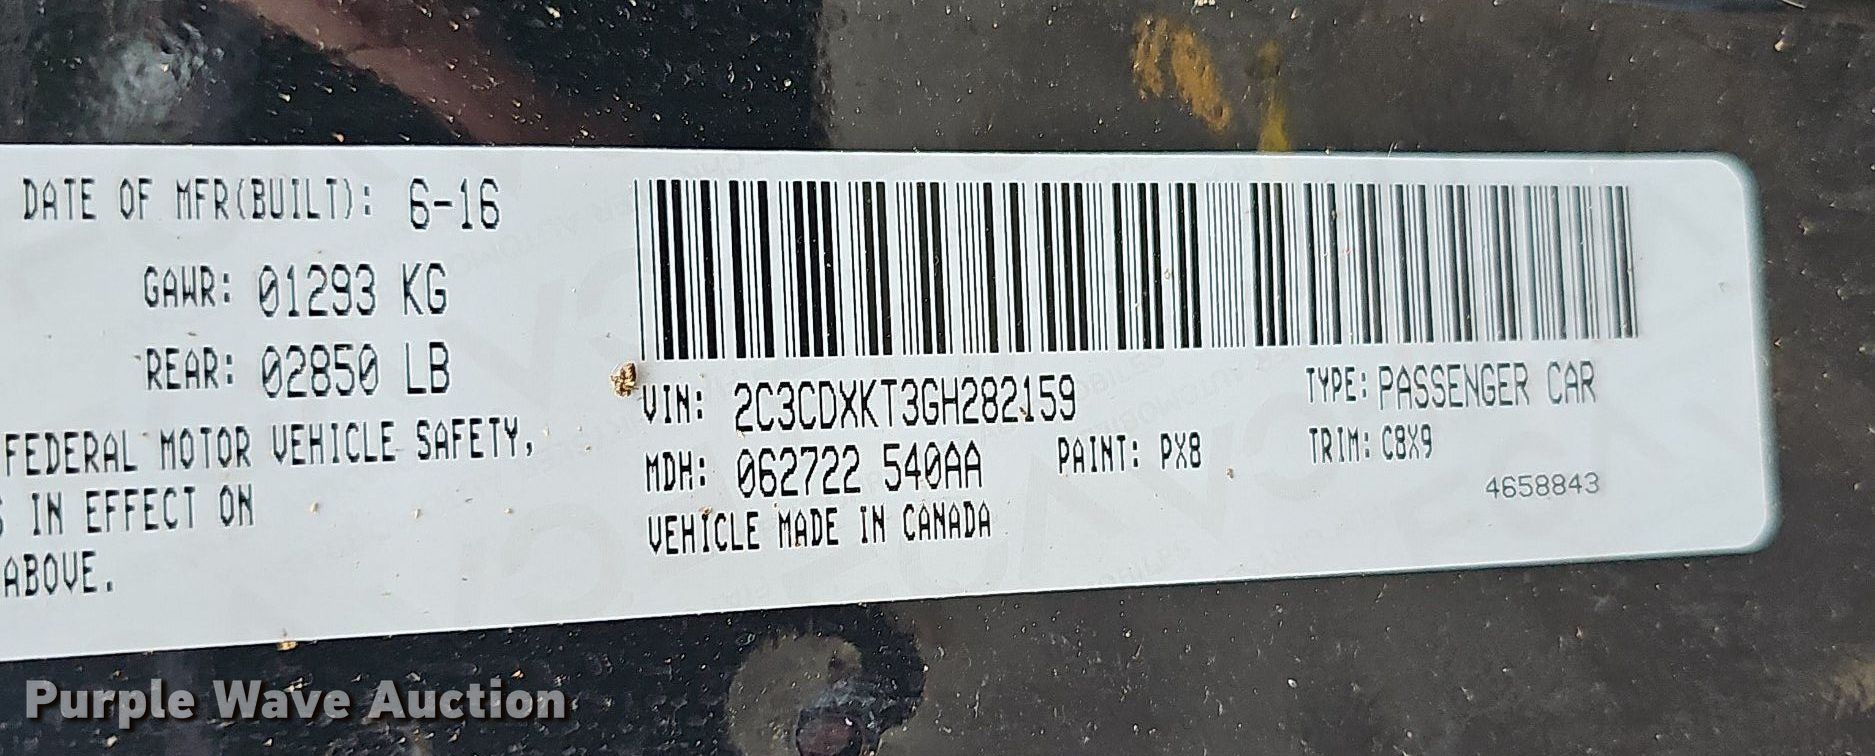 DATE OF MFR(BUILT): 6-16
GAWR: 01293 KG
REAR: 02850 LB
FEDERAL MOTOR VEHICLE SAFETY,
S IN EFFECT ON
ABOVE.
VIN: 2C3CDXKT3GH282159
TYPE: PASSENGER CAR
MDH: 062722 540AA
PAINT: PX8
TRIM: C8X9
VEHICLE MADE IN CANADA
4658843
Purple Wave Auction